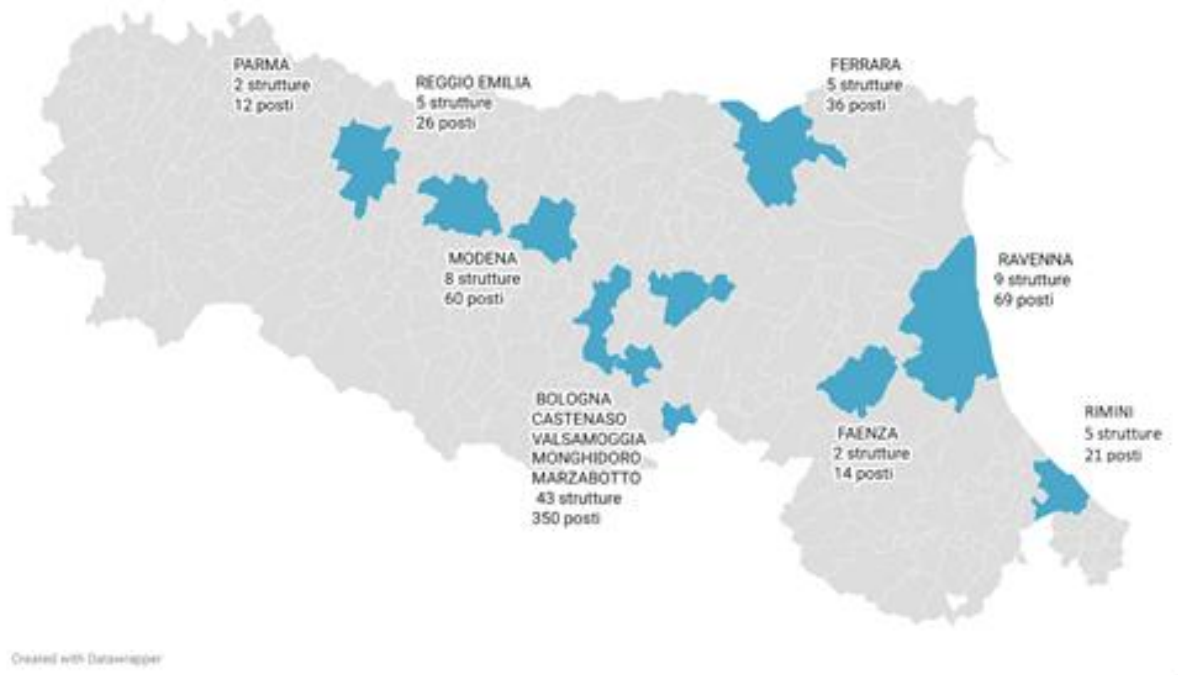 PARMA
2 strutture
12 posti
REGGIO EMILIA
5 strutture
26 posti
FERRARA
5 strutture
36 posti
MODENA
8 strutture
60 posti
RAVENNA
9 strutture
69 posti
BOLOGNA
CASTENASO
VALSAMOGGIA
MONGHIDORO
MARZABOTTO
43 strutture
350 posti
FAENZA
2 strutture
14 posti
RIMINI
5 strutture
21 posti
Created with Datawrapper